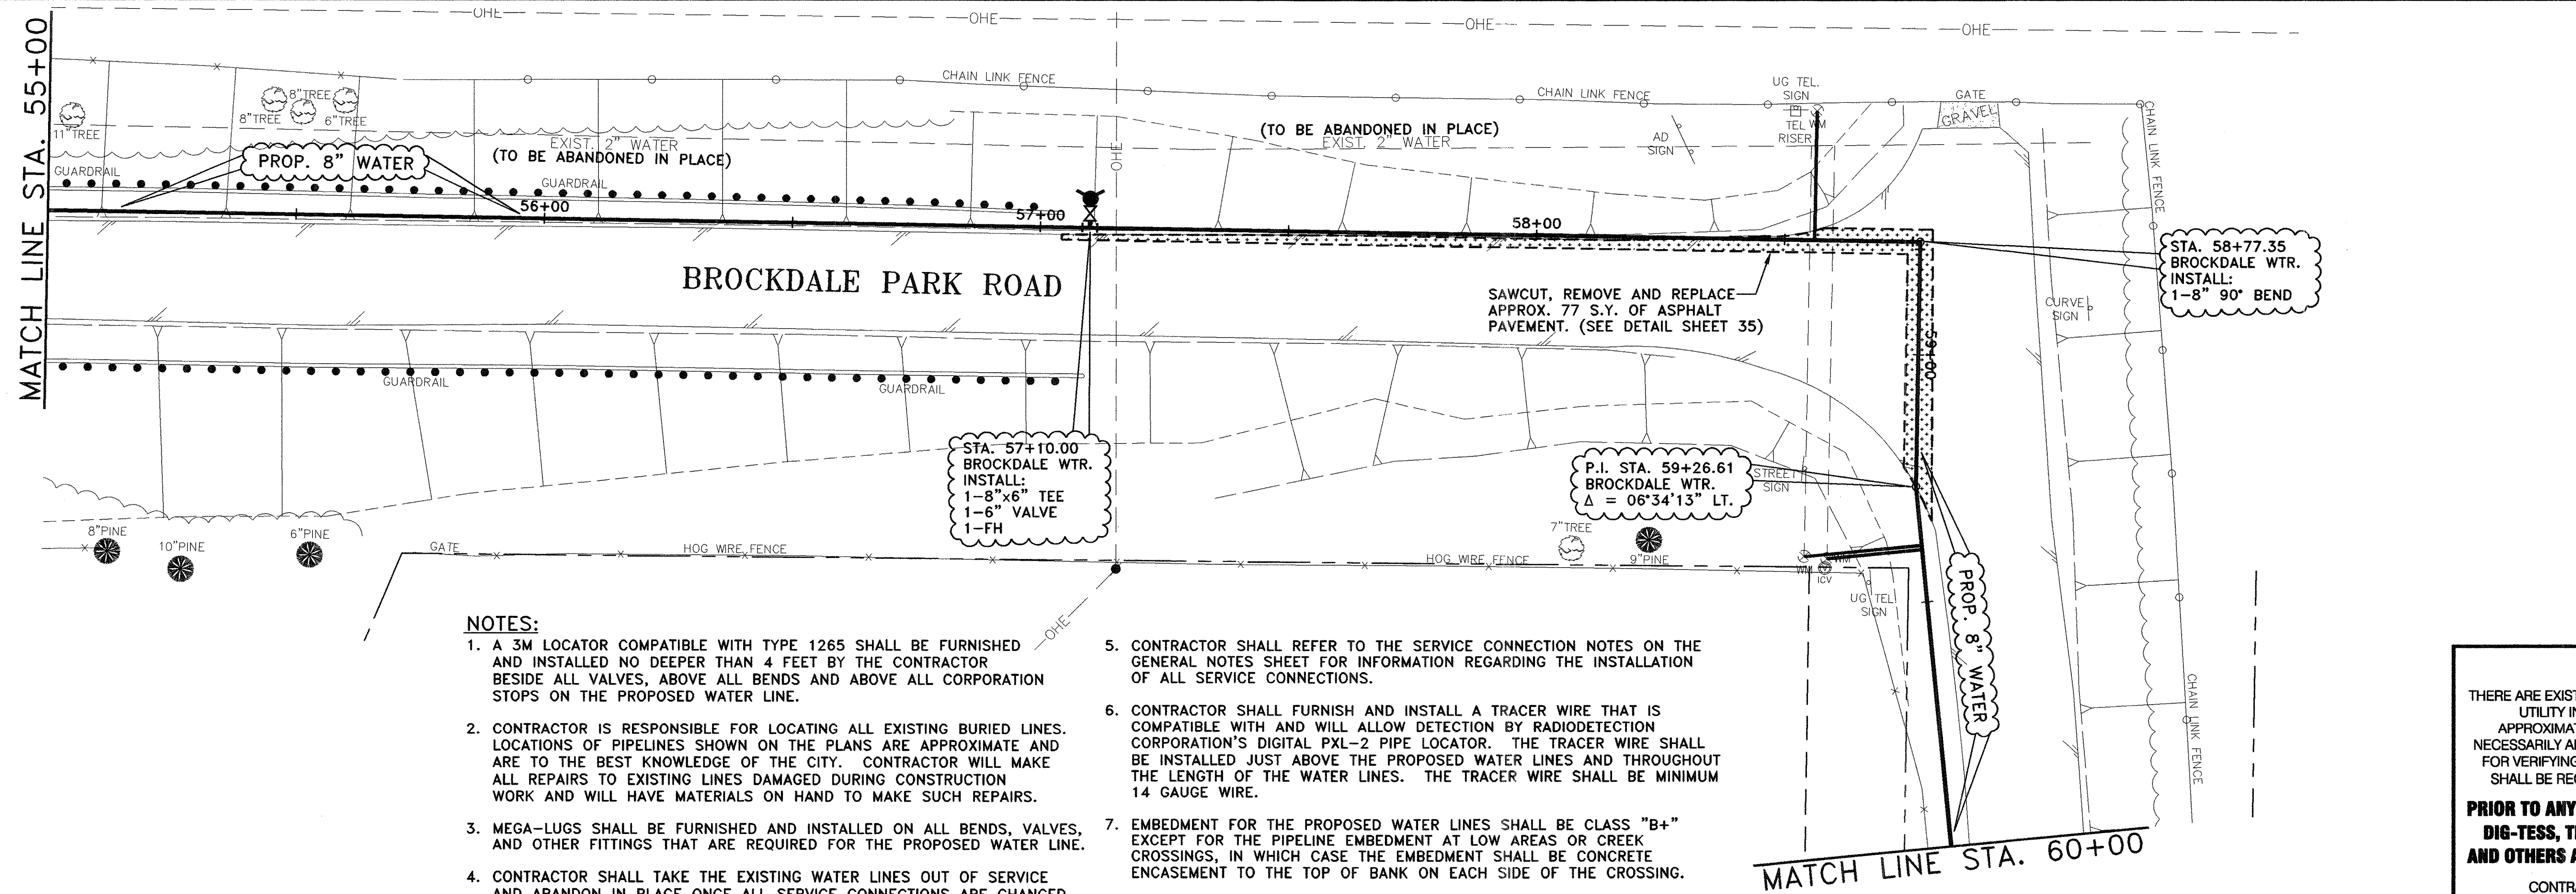 OHE
OHE
OHE
OHE
MATCH LINE STA. 55+00
CHAIN LINK FENCE
CHAIN LINK FENCE
UG TEL.
SIGN
GATE
GRAVEL
CHAIN LINK FENCE
11"TREE
8"TREE
8"TREE
6"TREE
EXIST. 2" WATER
(TO BE ABANDONED IN PLACE)
(TO BE ABANDONED IN PLACE)
EXIST. 2" WATER
OHE
AD
SIGN
TEL
RISER
WM
PROP. 8" WATER
GUARDRAIL
GUARDRAIL
56+00
57+00
58+00
59+00
BROCKDALE PARK ROAD
SAWCUT, REMOVE AND REPLACE
APPROX. 77 S.Y. OF ASPHALT
PAVEMENT. (SEE DETAIL SHEET 35)
STA. 58+77.35
BROCKDALE WTR.
INSTALL:
1-8" 90° BEND
CURVE
SIGN
GUARDRAIL
GUARDRAIL
STA. 57+10.00
BROCKDALE WTR.
INSTALL:
1-8"x6" TEE
1-6" VALVE
1-FH
P.I. STA. 59+26.61
BROCKDALE WTR.
Δ = 06°34'13" LT.
STREET
SIGN
8"PINE
10"PINE
6"PINE
GATE
HOG WIRE FENCE
HOG WIRE FENCE
7"TREE
9"PINE
WM
WM
ICV
UG TEL
SIGN
OHE
PROP. 8" WATER
CHAIN LINK FENCE
MATCH LINE STA. 60+00
NOTES:
1. A 3M LOCATOR COMPATIBLE WITH TYPE 1265 SHALL BE FURNISHED
AND INSTALLED NO DEEPER THAN 4 FEET BY THE CONTRACTOR
BESIDE ALL VALVES, ABOVE ALL BENDS AND ABOVE ALL CORPORATION
STOPS ON THE PROPOSED WATER LINE.
2. CONTRACTOR IS RESPONSIBLE FOR LOCATING ALL EXISTING BURIED LINES.
LOCATIONS OF PIPELINES SHOWN ON THE PLANS ARE APPROXIMATE AND
ARE TO THE BEST KNOWLEDGE OF THE CITY. CONTRACTOR WILL MAKE
ALL REPAIRS TO EXISTING LINES DAMAGED DURING CONSTRUCTION
WORK AND WILL HAVE MATERIALS ON HAND TO MAKE SUCH REPAIRS.
3. MEGA-LUGS SHALL BE FURNISHED AND INSTALLED ON ALL BENDS, VALVES,
AND OTHER FITTINGS THAT ARE REQUIRED FOR THE PROPOSED WATER LINE.
4. CONTRACTOR SHALL TAKE THE EXISTING WATER LINES OUT OF SERVICE
AND ABANDON IN PLACE ONCE ALL SERVICE CONNECTIONS ARE CHANGED
5. CONTRACTOR SHALL REFER TO THE SERVICE CONNECTION NOTES ON THE
GENERAL NOTES SHEET FOR INFORMATION REGARDING THE INSTALLATION
OF ALL SERVICE CONNECTIONS.
6. CONTRACTOR SHALL FURNISH AND INSTALL A TRACER WIRE THAT IS
COMPATIBLE WITH AND WILL ALLOW DETECTION BY RADIODETECTION
CORPORATION'S DIGITAL PXL-2 PIPE LOCATOR. THE TRACER WIRE SHALL
BE INSTALLED JUST ABOVE THE PROPOSED WATER LINES AND THROUGHOUT
THE LENGTH OF THE WATER LINES. THE TRACER WIRE SHALL BE MINIMUM
14 GAUGE WIRE.
7. EMBEDMENT FOR THE PROPOSED WATER LINES SHALL BE CLASS "B+"
EXCEPT FOR THE PIPELINE EMBEDMENT AT LOW AREAS OR CREEK
CROSSINGS, IN WHICH CASE THE EMBEDMENT SHALL BE CONCRETE
ENCASEMENT TO THE TOP OF BANK ON EACH SIDE OF THE CROSSING.
THERE ARE EXIST
UTILITY IN
APPROXIMAT
NECESSARILY A
FOR VERIFYING
SHALL BE RE
PRIOR TO ANY
DIG-TESS, T
AND OTHERS A
CONTR